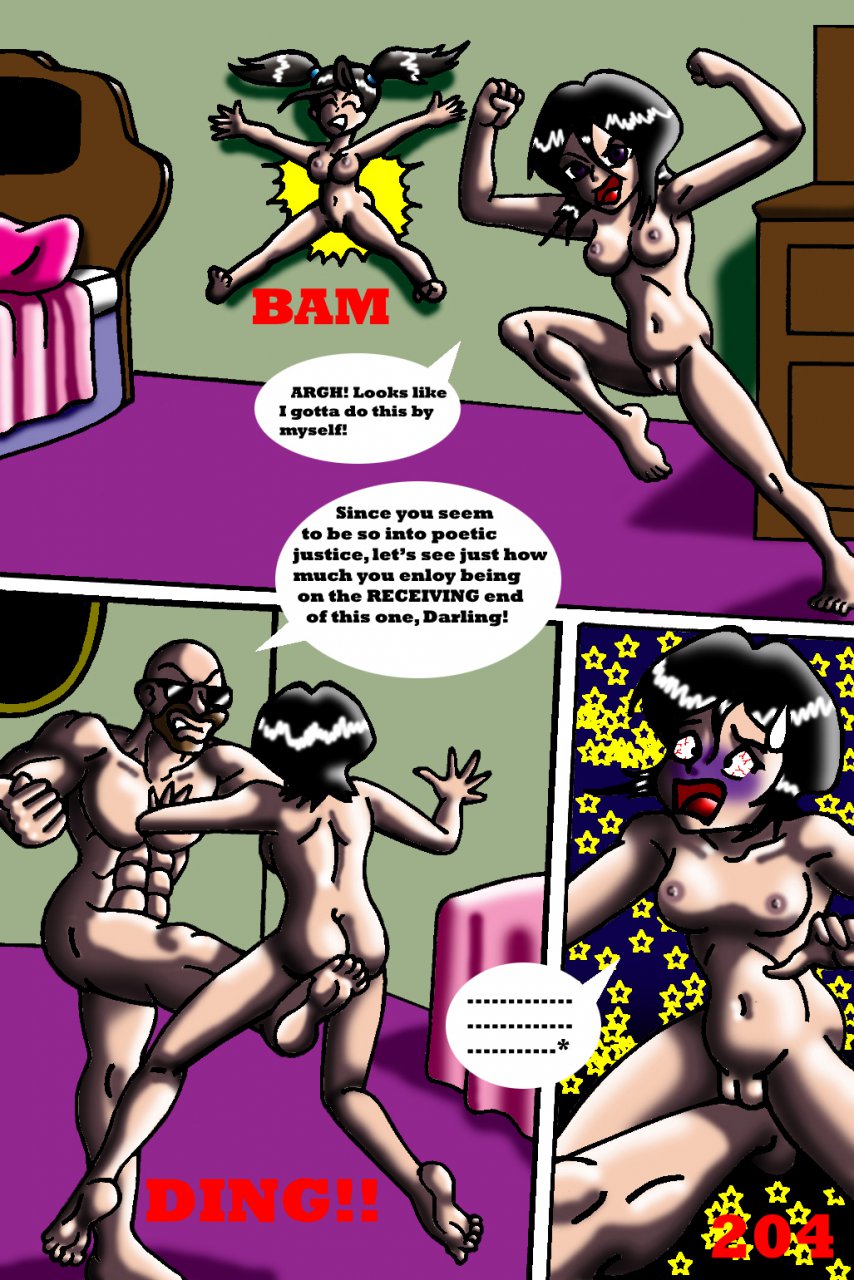 BAM
ARGH! Looks like
I gotta do this by
myself!
Since you seem
to be so into poetic
justice, let's see just how
much you enloy being
on the RECEIVING end
of this one, Darling!
.............
.............
...........*
DING!!
204